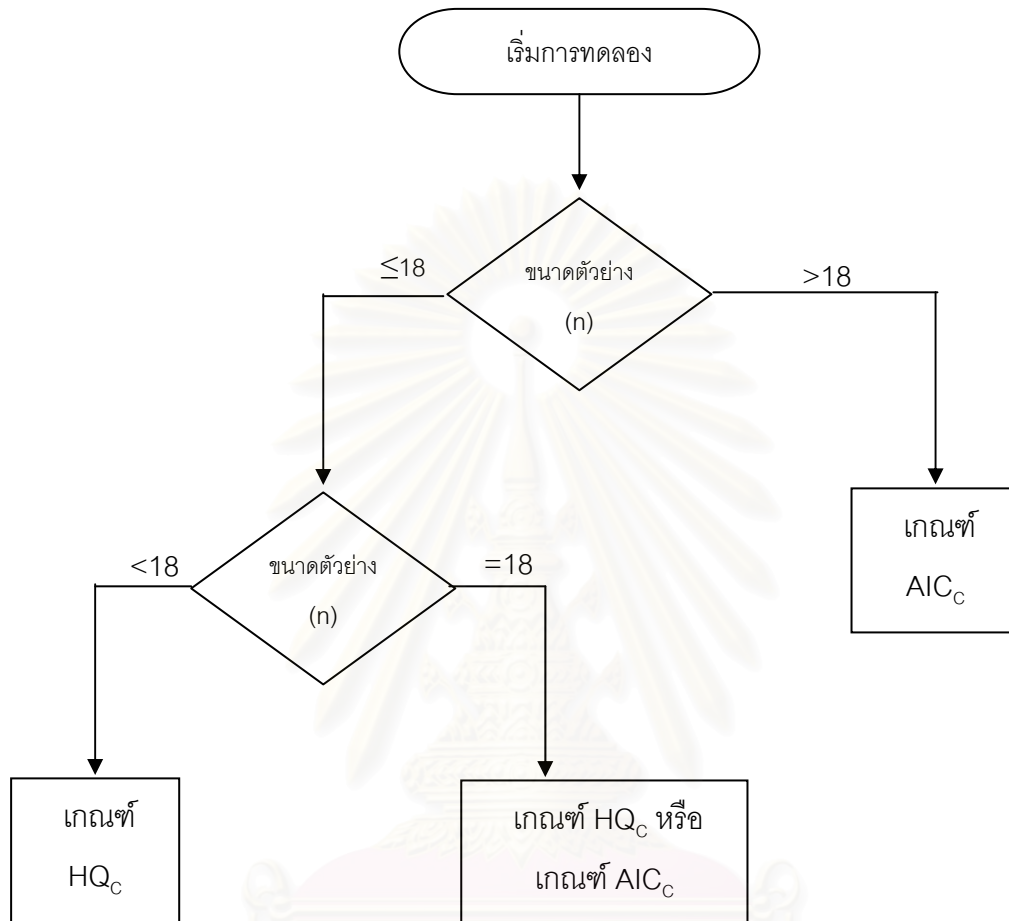 เริ่มการทดลอง
≤18
ขนาดตัวอย่าง
(n)
>18
เกณฑ์
AIC_C
<18
ขนาดตัวอย่าง
(n)
=18
เกณฑ์
HQ_C
เกณฑ์ HQ_C หรือ
เกณฑ์ AIC_C